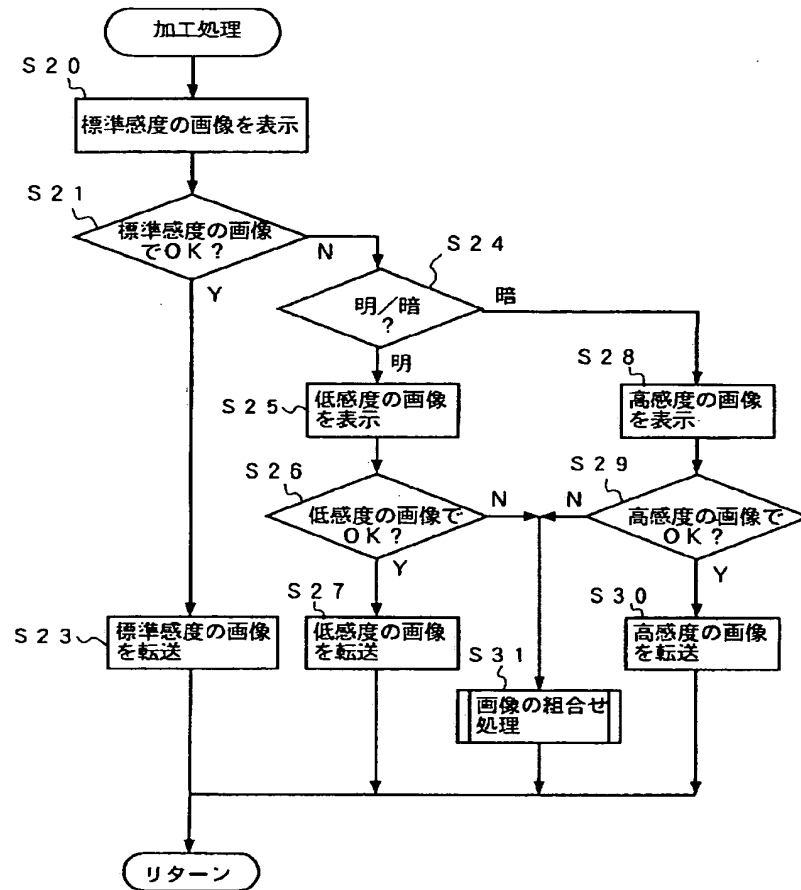 加工処理
S20
標準感度の画像を表示
S21
標準感度の画像
でOK?
N
Y
S24
明/暗
?
暗
明
S25
低感度の画像
を表示
S28
高感度の画像
を表示
S26
低感度の画像で
OK?
N
Y
S29
高感度の画像で
OK?
N
Y
S23
標準感度の画像
を転送
S27
低感度の画像
を転送
S30
高感度の画像
を転送
S31
画像の組合せ
処理
リターン